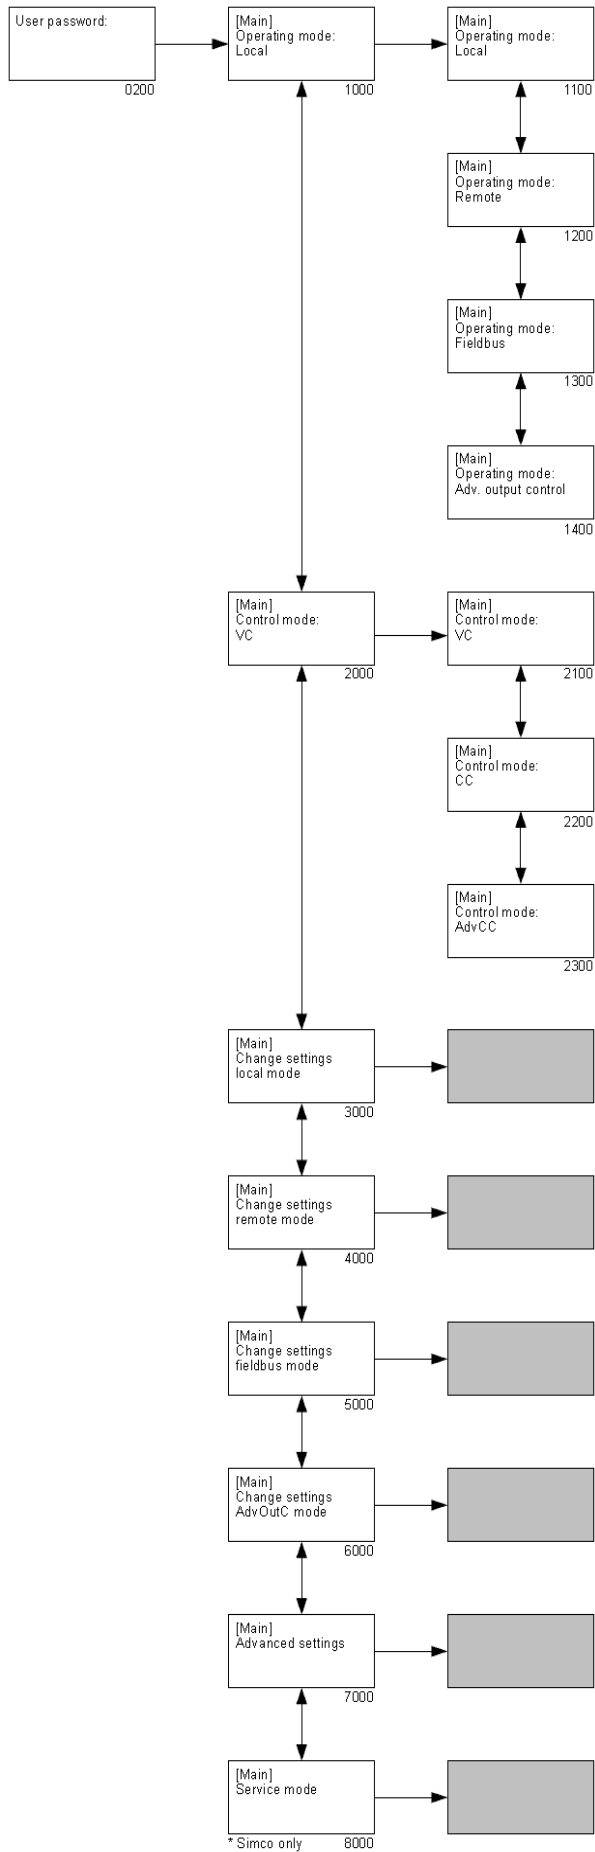 User password:
0200
[Main]
Operating mode:
Local
1000
[Main]
Operating mode:
Local
1100
[Main]
Operating mode:
Remote
1200
[Main]
Operating mode:
Fieldbus
1300
[Main]
Operating mode:
Adv. output control
1400
[Main]
Control mode:
VC
2000
[Main]
Control mode:
VC
2100
[Main]
Control mode:
CC
2200
[Main]
Control mode:
AdvCC
2300
[Main]
Change settings
local mode
3000
[Main]
Change settings
remote mode
4000
[Main]
Change settings
fieldbus mode
5000
[Main]
Change settings
AdvOutC mode
6000
[Main]
Advanced settings
7000
[Main]
Service mode
* Simco only
8000